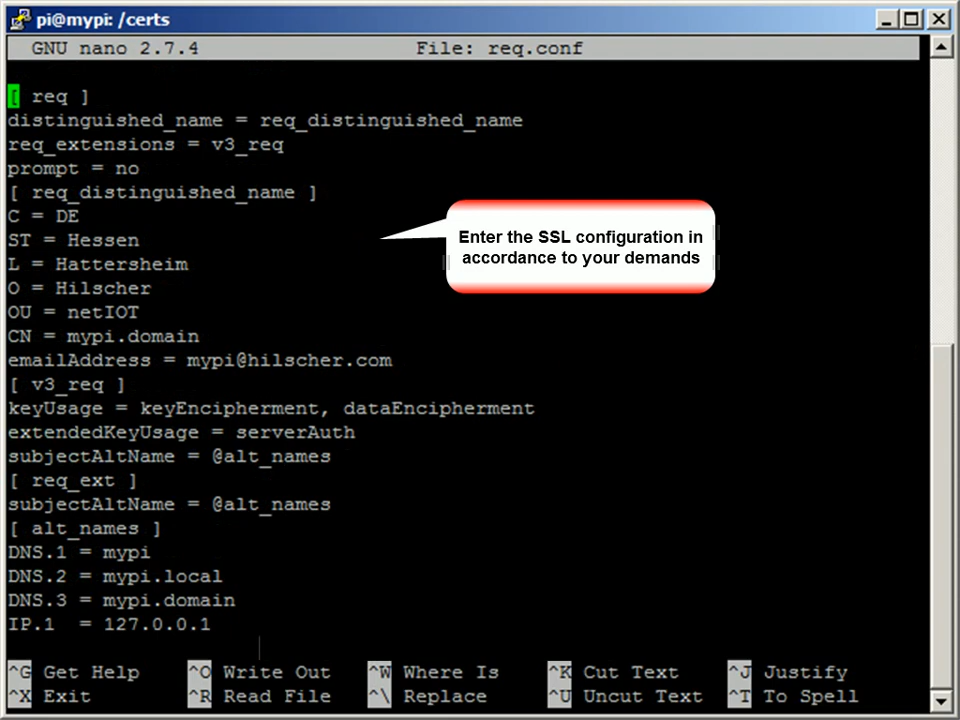 pi@mypi: /certs
GNU nano 2.7.4 File: req.conf
[ req ]
distinguished_name = req_distinguished_name
req_extensions = v3_req
prompt = no
[ req_distinguished_name ]
C = DE
ST = Hessen
L = Hattersheim
O = Hilscher
OU = netIOT
CN = mypi.domain
emailAddress = mypi@hilscher.com
[ v3_req ]
keyUsage = keyEncipherment, dataEncipherment
extendedKeyUsage = serverAuth
subjectAltName = @alt_names
[ req_ext ]
subjectAltName = @alt_names
[ alt_names ]
DNS.1 = mypi
DNS.2 = mypi.local
DNS.3 = mypi.domain
IP.1  = 127.0.0.1
Enter the SSL configuration in
accordance to your demands
^G Get Help ^O Write Out ^W Where Is ^K Cut Text ^J Justify
^X Exit ^R Read File ^\ Replace ^U Uncut Text ^T To Spell